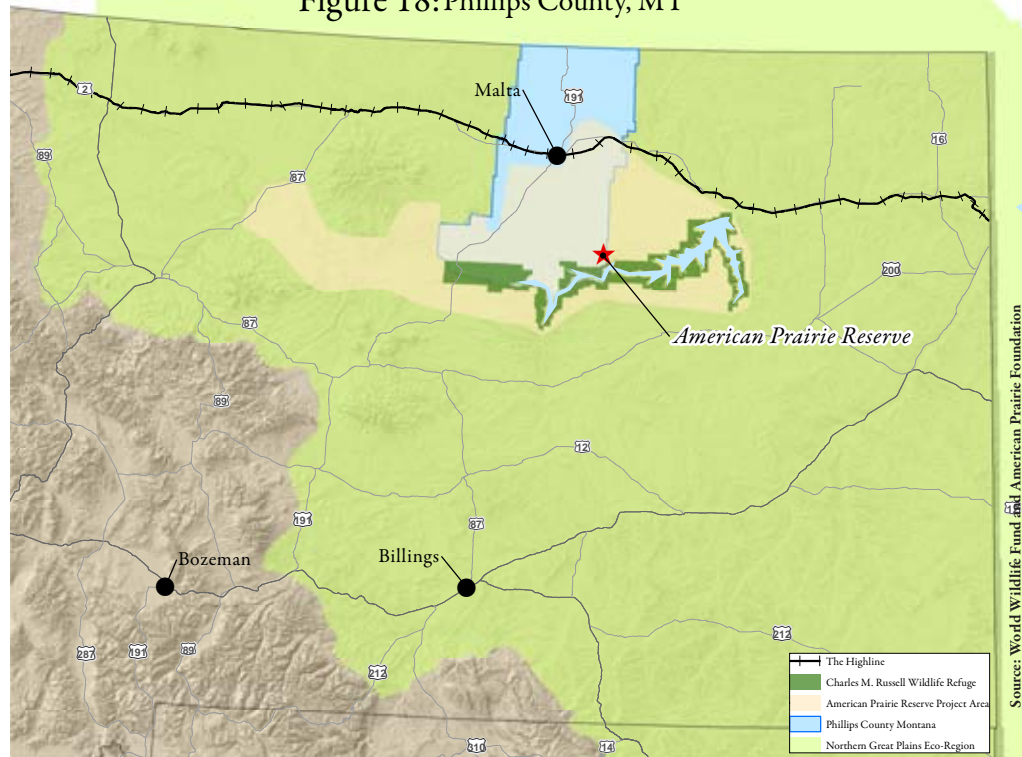 Figure 18: Phillips County, MT
2
Malta
191
16
89
87
200
87
American Prairie Reserve
89
12
191
87
Bozeman
Billings
287
191
89
212
212
310
14
The Highline
Charles M. Russell Wildlife Refuge
American Prairie Reserve Project Area
Phillips County Montana
Northern Great Plains Eco-Region
Source: World Wildlife Fund and American Prairie Foundation